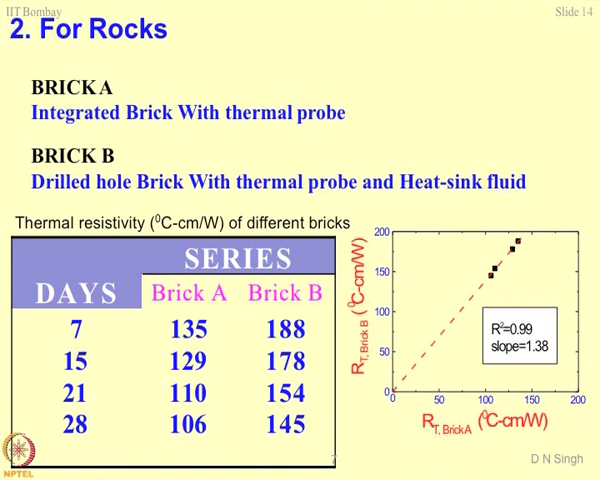 IIT Bombay
Slide 14
2. For Rocks
BRICK A
Integrated Brick With thermal probe
BRICK B
Drilled hole Brick With thermal probe and Heat-sink fluid
Thermal resistivity (⁰C-cm/W) of different bricks
SERIES
DAYS Brick A Brick B
7 135 188
15 129 178
21 110 154
28 106 145
R_T, Brick B (⁰C-cm/W)
200
150
100
50
0
R²=0.99
slope=1.38
0 50 100 150 200
R_T, Brick A (⁰C-cm/W)
NPTEL
7
D N Singh